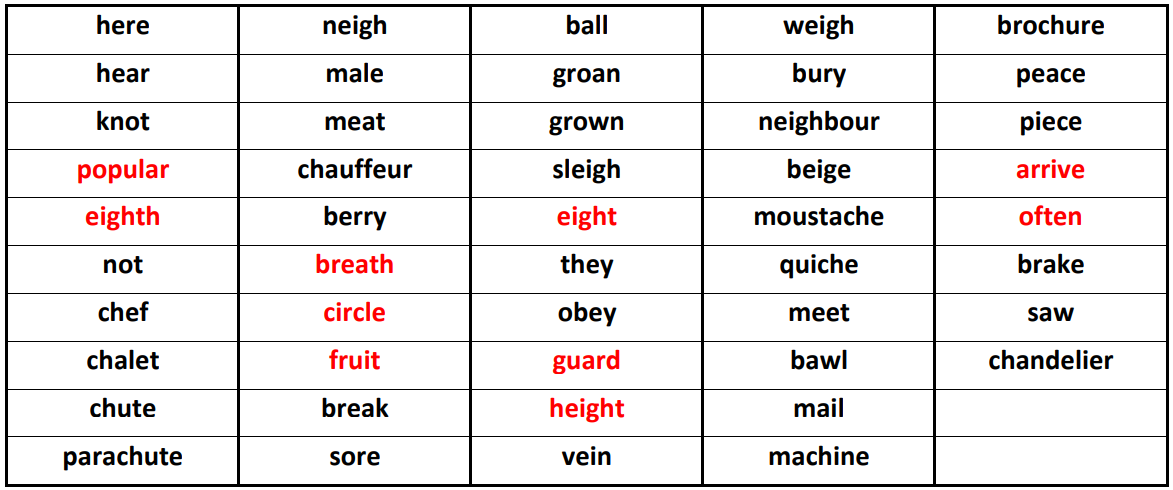 here neigh ball weigh brochure
hear male groan bury peace
knot meat grown neighbour piece
popular chauffeur sleigh beige arrive
eighth berry eight moustache often
not breath they quiche brake
chef circle obey meet saw
chalet fruit guard bawl chandelier
chute break height mail
parachute sore vein machine